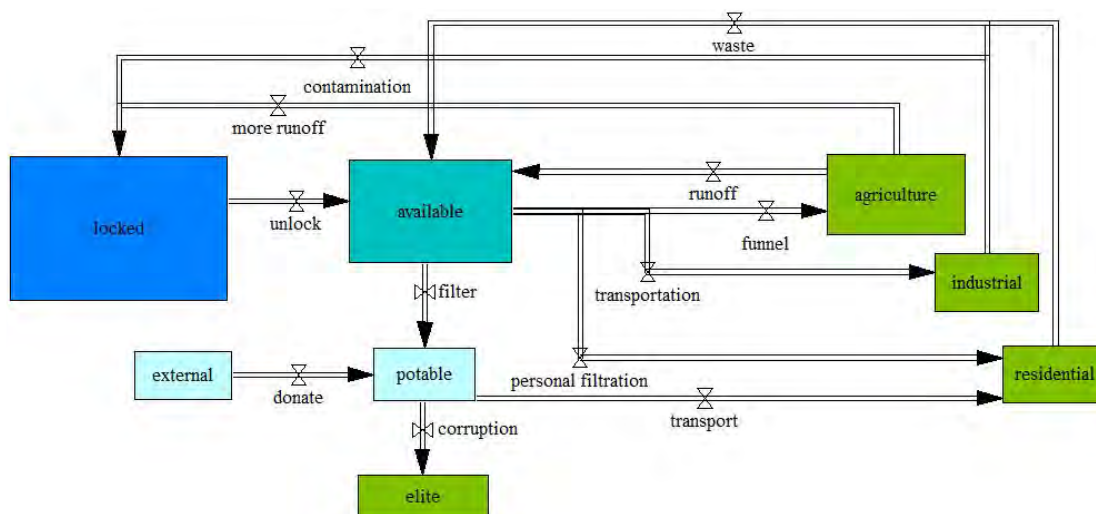 waste
contamination
more runoff
locked
unlock
available
runoff
funnel
agriculture
transportation
industrial
filter
external
donate
potable
personal filtration
transport
residential
corruption
elite